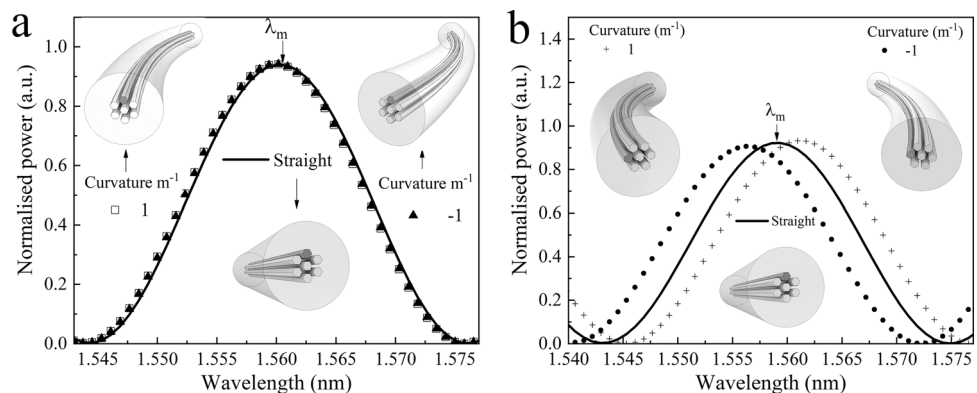 a
λm
Curvature m-1
1
Straight
Curvature m-1
-1
Normalised power (a.u.)
1.0
0.8
0.6
0.4
0.2
0.0
1.545 1.550 1.555 1.560 1.565 1.570 1.575
Wavelength (nm)
b
Curvature (m-1)
1
Curvature (m-1)
-1
λm
Straight
Normalised power (a.u.)
1.4
1.2
1.0
0.8
0.6
0.4
0.2
0.0
1.540 1.545 1.550 1.555 1.560 1.565 1.570 1.575
Wavelength (nm)